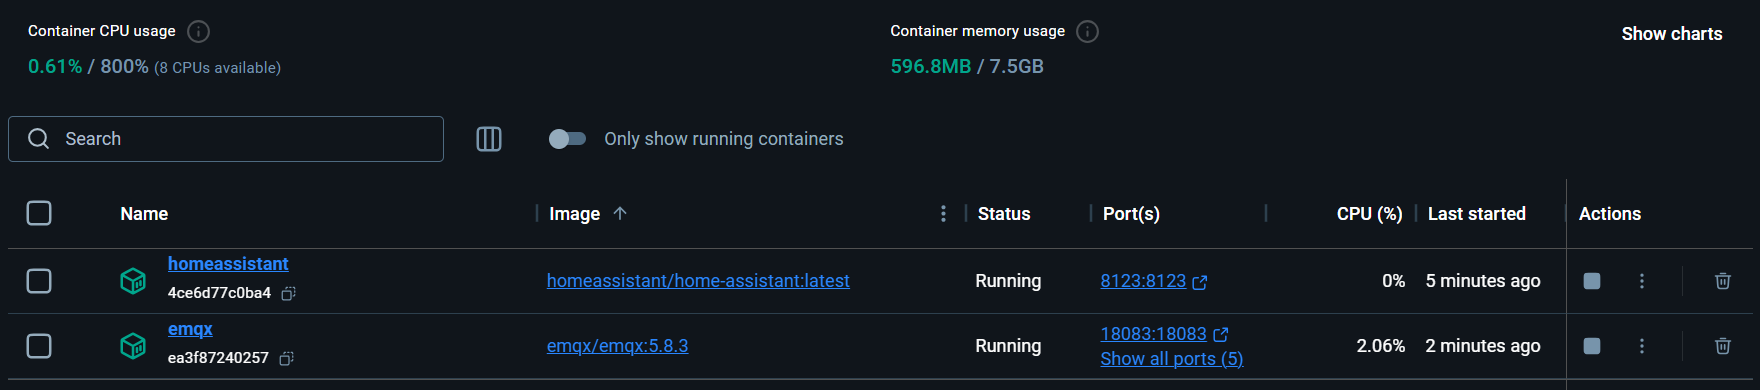 Container CPU usage
0.61% / 800% (8 CPUs available)
Container memory usage
596.8MB / 7.5GB
Show charts
Search
Only show running containers
Name Image Status Port(s) CPU (%) Last started Actions
homeassistant
4ce6d77c0ba4
homeassistant/home-assistant:latest Running 8123:8123 0% 5 minutes ago
emqx
ea3f87240257
emqx/emqx:5.8.3 Running 18083:18083
Show all ports (5)
2.06% 2 minutes ago